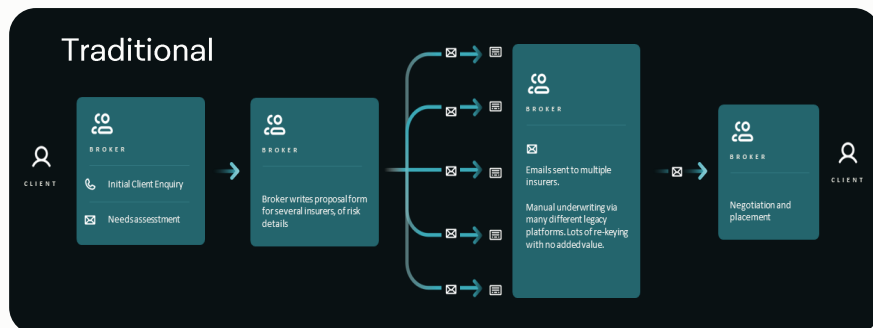 Traditional
CLIENT
BROKER
Initial Client Enquiry
Needs assesstment
BROKER
Broker writes proposal form
for several insurers, of risk
details
BROKER
Emails sent to multiple
insurers.
Manual underwriting via
many different legacy
platforms. Lots of re-keying
with no added value.
BROKER
Negotiation and
placement
CLIENT